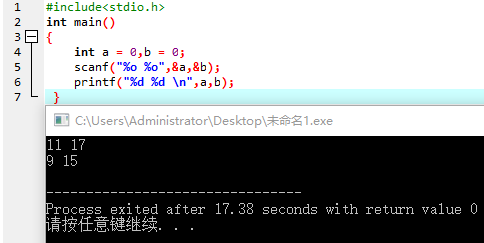 1 #include<stdio.h>
2 int main()
3 {
4 int a = 0,b = 0;
5 scanf("%o %o",&a,&b);
6 printf("%d %d \n",a,b);
7 }
C:\Users\Administrator\Desktop\未命名1.exe
11 17
9 15
--------------------------------
Process exited after 17.38 seconds with return value 0
请按任意键继续. . .